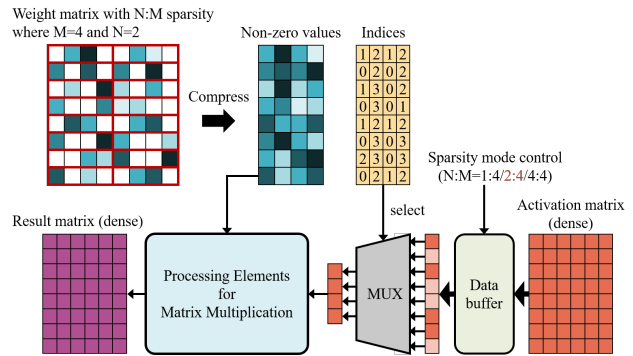 Weight matrix with N:M sparsity
where M=4 and N=2
Non-zero values
Indices
Compress
1 2 1 2
0 2 0 2
1 3 0 2
0 3 0 1
1 2 1 2
0 3 0 3
2 3 0 3
0 2 1 2
Sparsity mode control
(N:M=1:4/2:4/4:4)
select
Result matrix (dense)
Activation matrix
(dense)
Processing Elements
for
Matrix Multiplication
MUX
Data
buffer